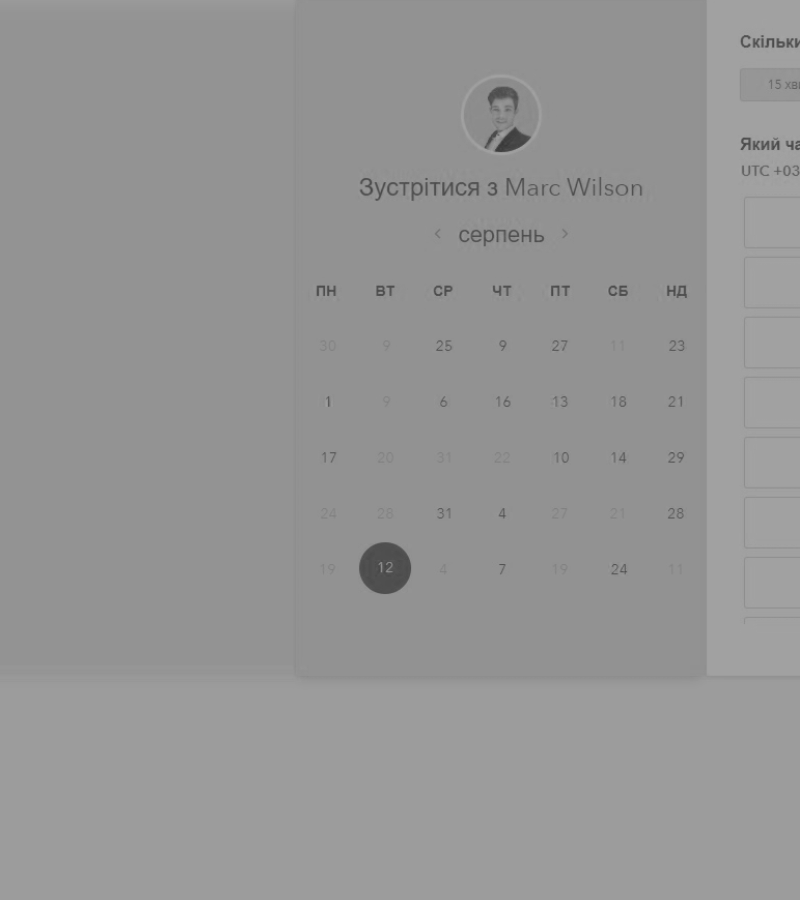 Зустрітися з Marc Wilson
‹ серпень ›
ПН ВТ СР ЧТ ПТ СБ НД
30 9 25 9 27 11 23
1 9 6 16 13 18 21
17 20 31 22 10 14 29
24 28 31 4 27 21 28
19 12 4 7 19 24 11
Скільки
15 хви
Який ча
UTC +03